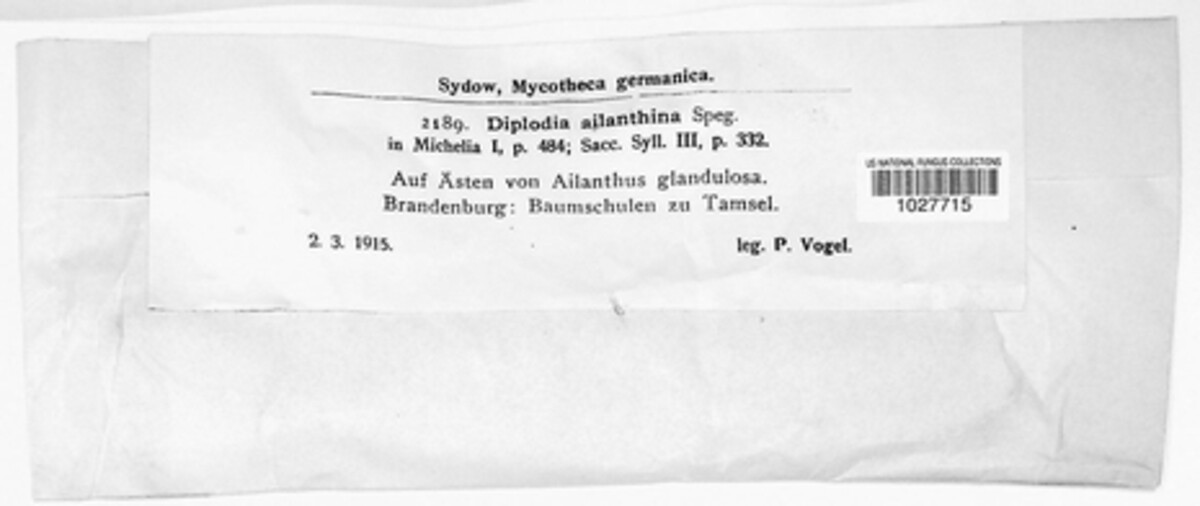 Sydow, Mycotheca germanica.
2189. Diplodia ailanthina Speg.
in Michelia I, p. 484; Sacc. Syll. III, p. 332.
Auf Ästen von Ailanthus glandulosa.
Brandenburg: Baumschulen zu Tamsel.
2. 3. 1915. leg. P. Vogel.
US NATIONAL FUNGUS COLLECTIONS
1027715